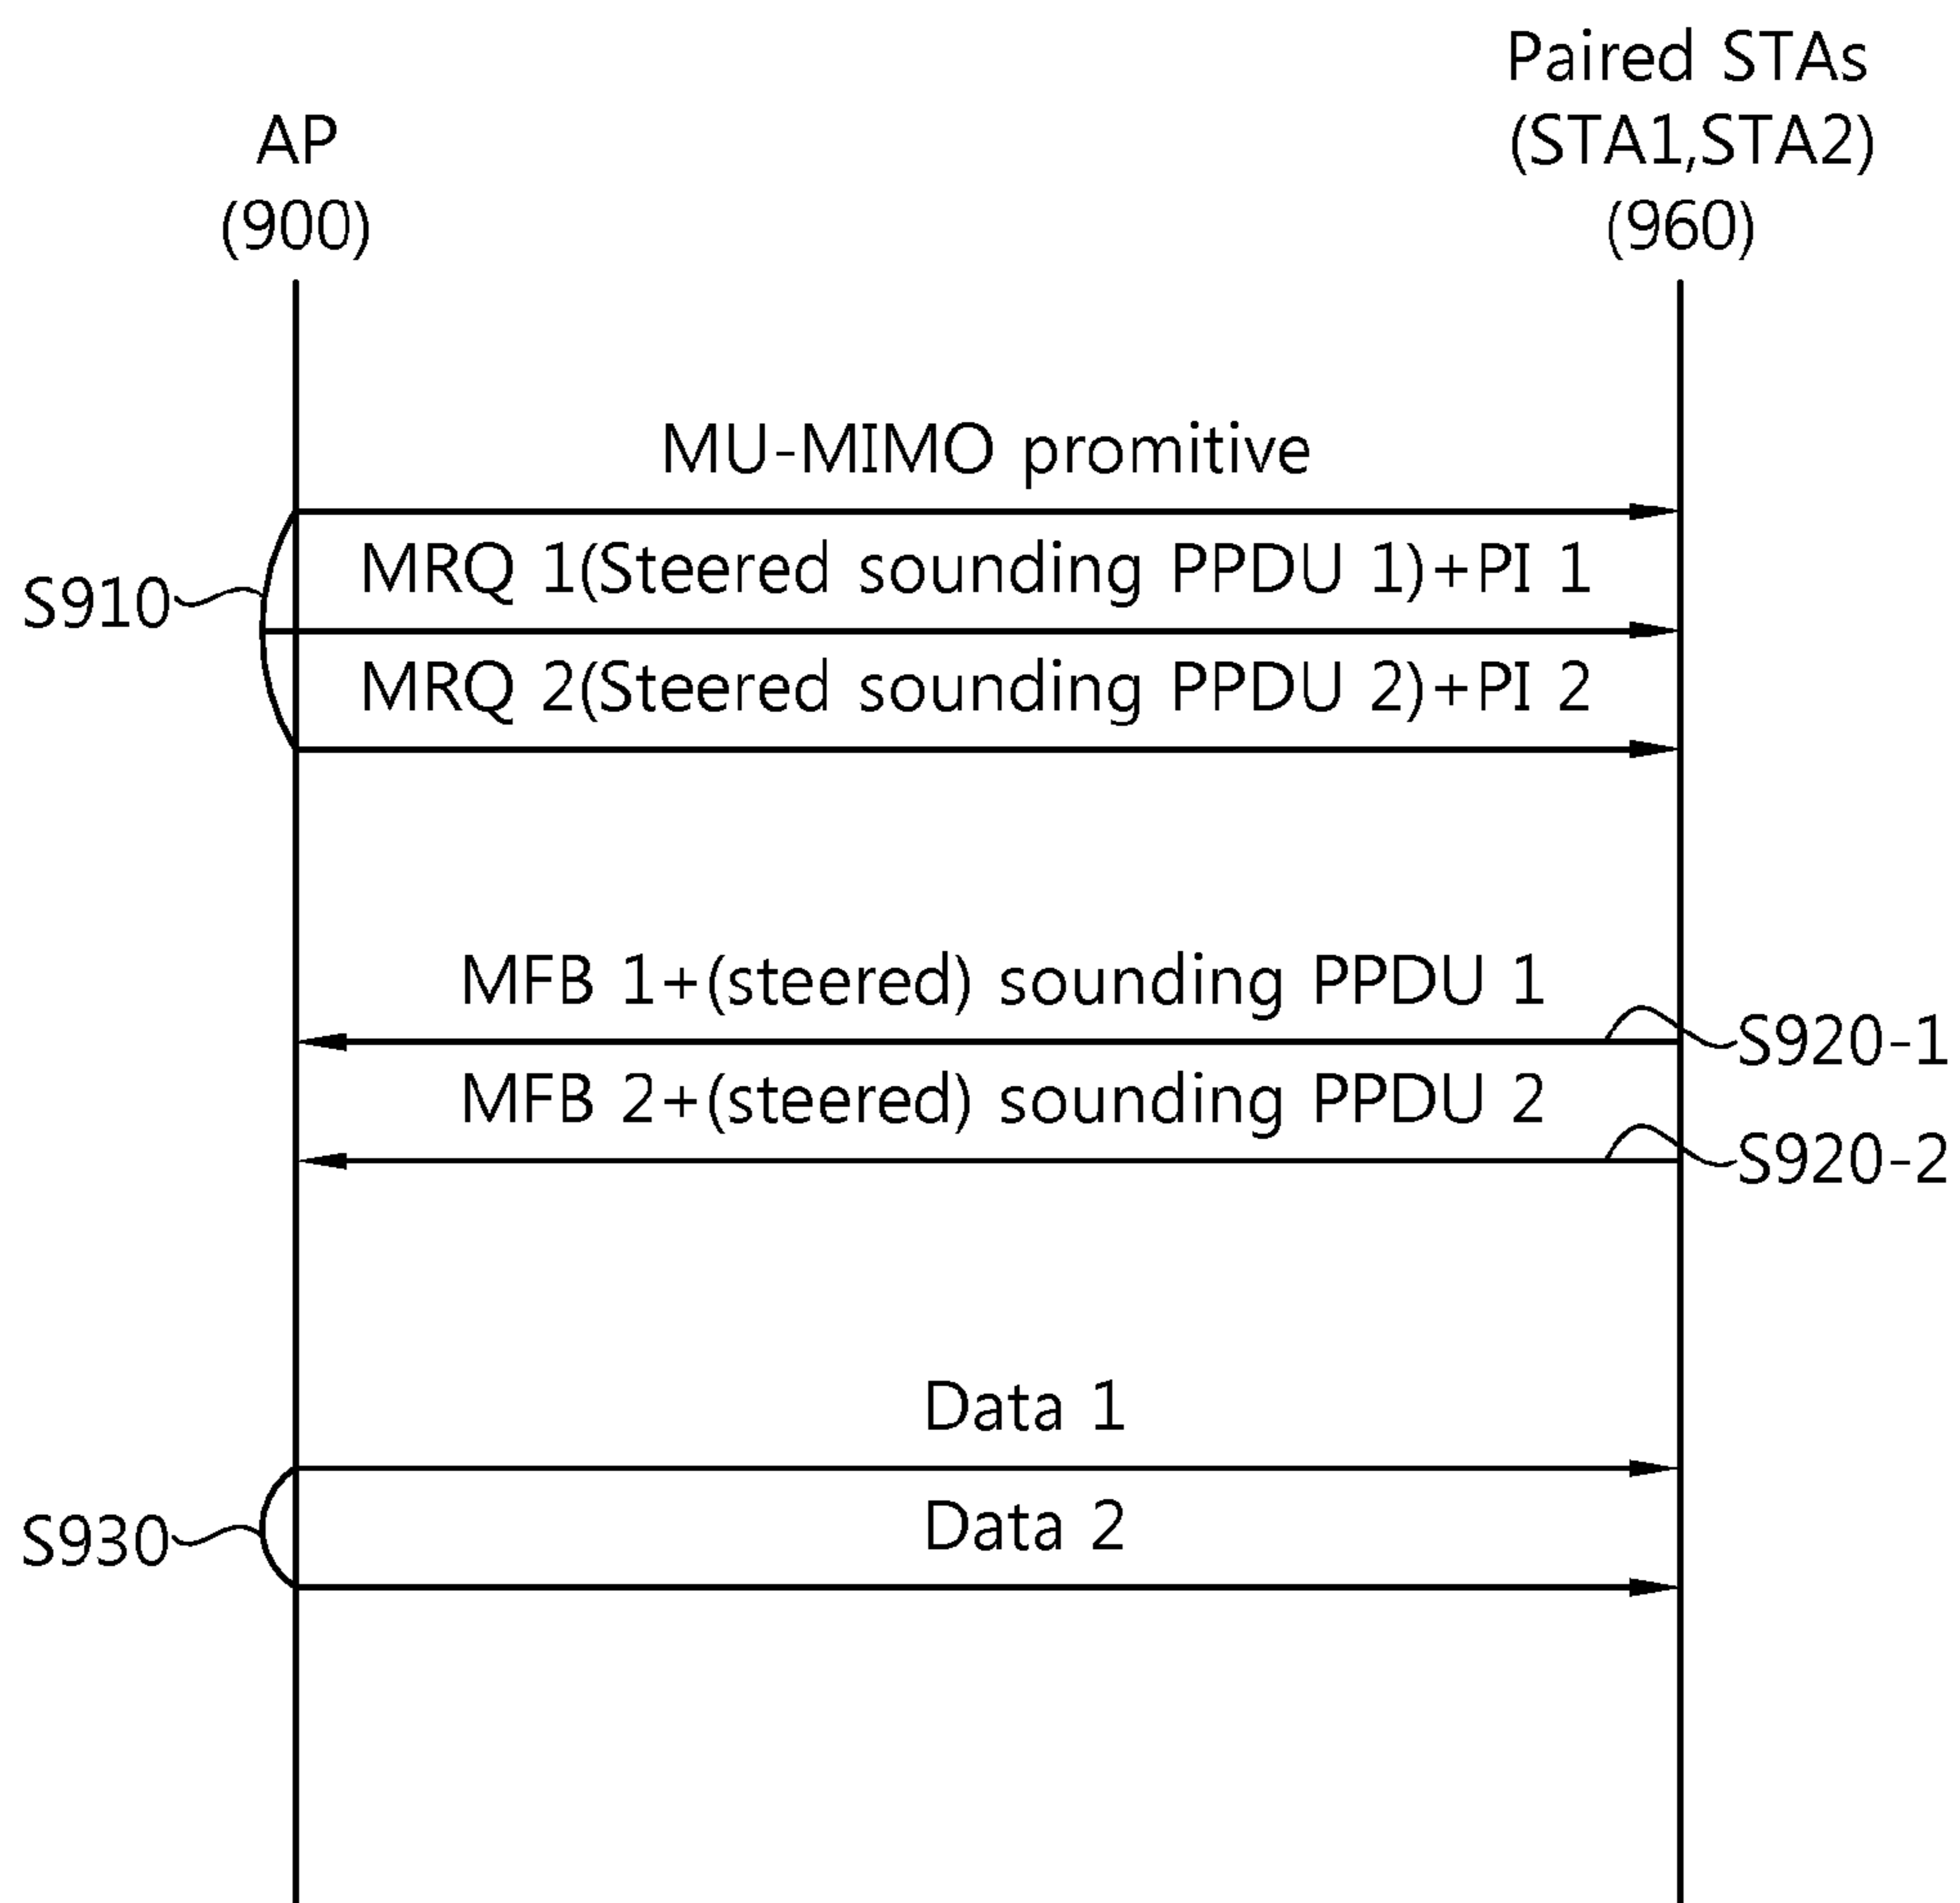 Paired STAs
AP
(STA1,STA2)
(900)
(960)
MU-MIMO promitive
MRQ 1(Steered sounding PPDU 1)+PI 1
S910
MRQ 2(Steered sounding PPDU 2)+PI 2
MFB 1+(steered) sounding PPDU 1
S920-1
MFB 2+(steered) sounding PPDU 2
S920-2
Data 1
Data 2
S930